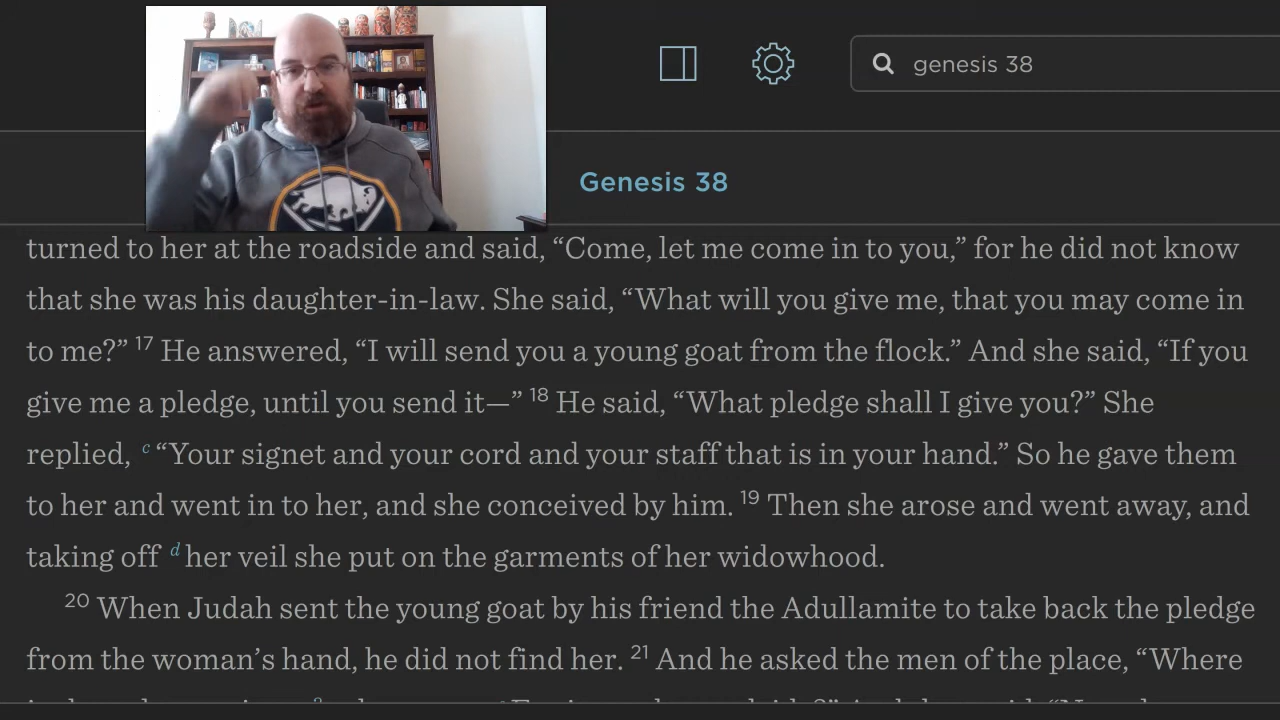 genesis 38
Genesis 38
turned to her at the roadside and said, “Come, let me come in to you,” for he did not know
that she was his daughter-in-law. She said, “What will you give me, that you may come in
to me?” 17 He answered, “I will send you a young goat from the flock.” And she said, “If you
give me a pledge, until you send it—” 18 He said, “What pledge shall I give you?” She
replied, c “Your signet and your cord and your staff that is in your hand.” So he gave them
to her and went in to her, and she conceived by him. 19 Then she arose and went away, and
taking off d her veil she put on the garments of her widowhood.
20 When Judah sent the young goat by his friend the Adullamite to take back the pledge
from the woman’s hand, he did not find her. 21 And he asked the men of the place, “Where